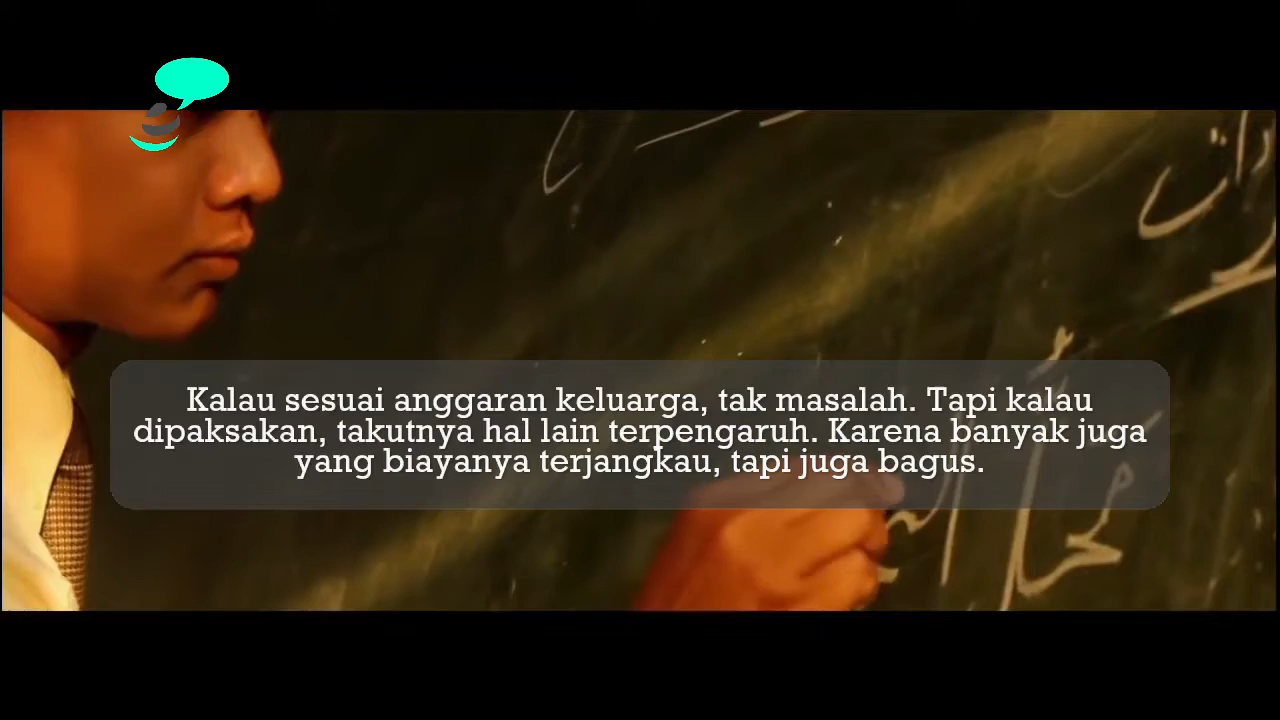 Kalau sesuai anggaran keluarga, tak masalah. Tapi kalau
dipaksakan, takutnya hal lain terpengaruh. Karena banyak juga
yang biayanya terjangkau, tapi juga bagus.